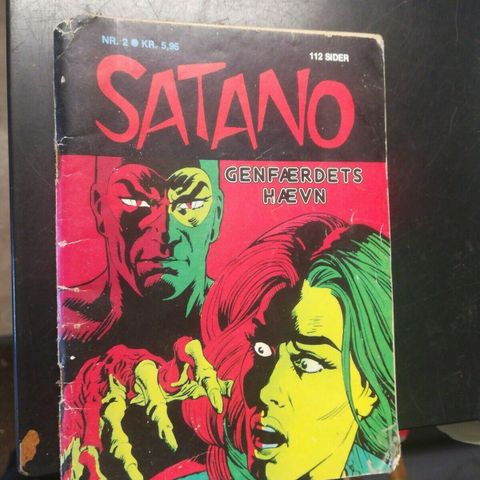 NR. 2 ● KR. 5,95
112 SIDER
SATANO
GENFÆRDETS
HÆVN